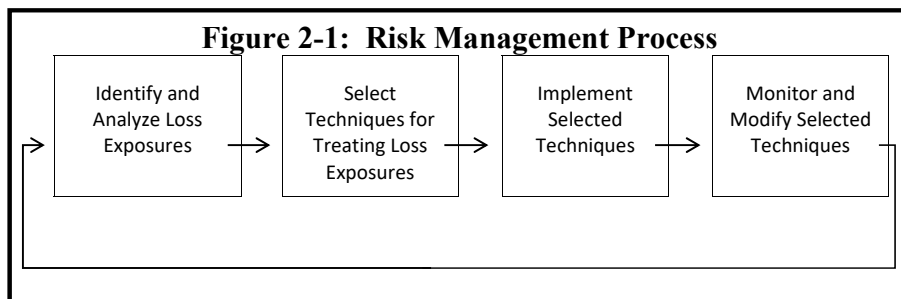 Figure 2-1: Risk Management Process
Identify and
Analyze Loss
Exposures
Select
Techniques for
Treating Loss
Exposures
Implement
Selected
Techniques
Monitor and
Modify Selected
Techniques